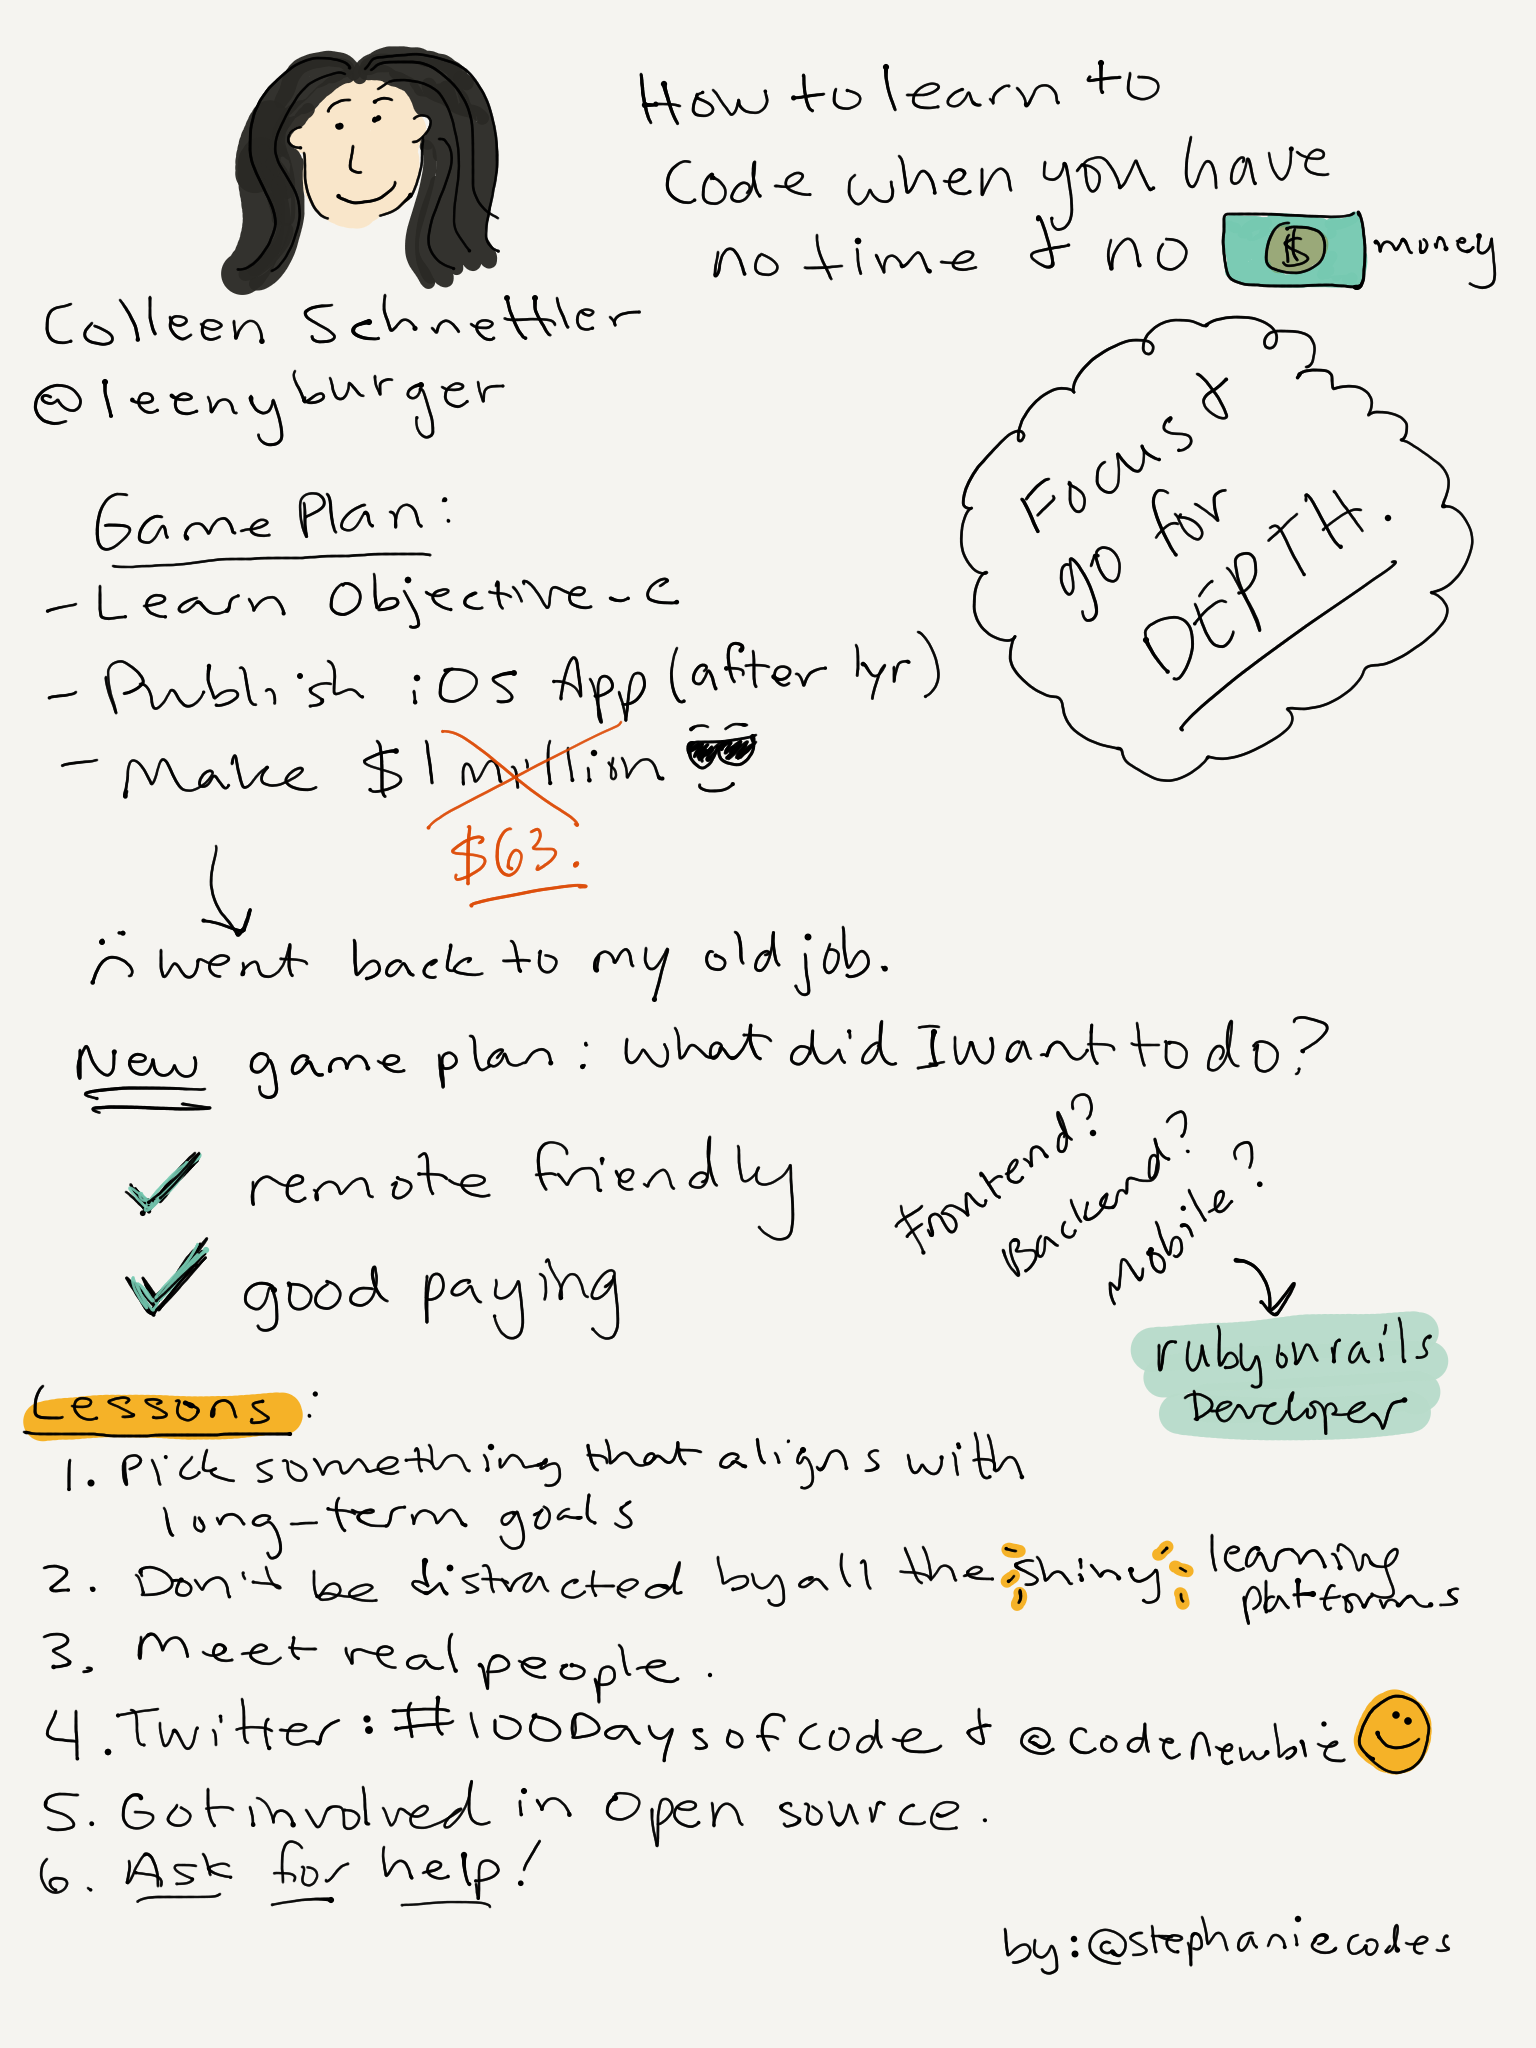 How to learn to
code when you have
no time & no $ money
Colleen Schnettler
@leenyburger
Focus &
go for
DEPTH.
Game Plan:
- Learn Objective-c
- Publish iOS App (after 1yr)
- Make $1 million
$63.
went back to my old job.
New game plan: what did I want to do?
remote friendly
good paying
Frontend?
Backend?
Mobile?
ruby on rails
Developer
Lessons:
1. Pick something that aligns with
long-term goals
2. Don't be distracted by all the shiny learning
platforms
3. Meet real people.
4. Twitter: #100Daysofcode & @codenewbie
5. Got involved in open source.
6. Ask for help!
by: @stephaniecodes